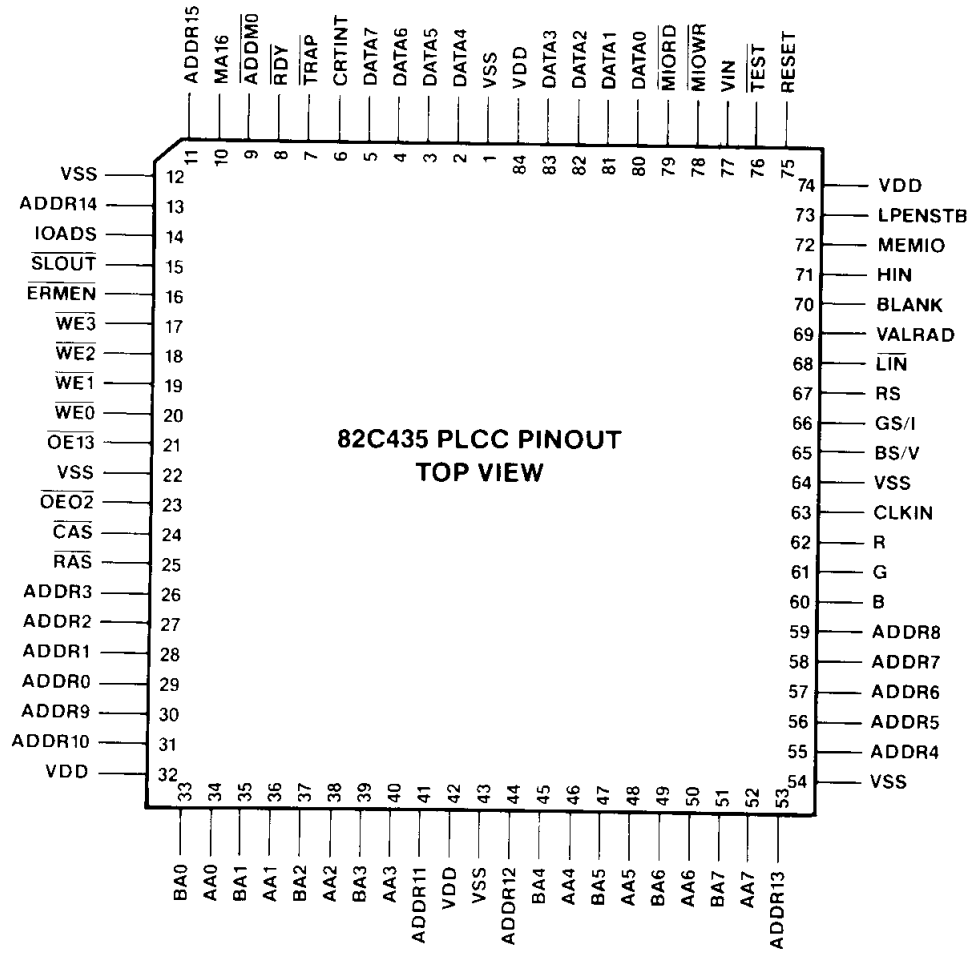 ADDR15
MA16
ADDM0
RDY
TRAP
CRTINT
DATA7
DATA6
DATA5
DATA4
VSS
VDD
DATA3
DATA2
DATA1
DATA0
MIORD
MIOWR
VIN
TEST
RESET
11 10 9 8 7 6 5 4 3 2 1 84 83 82 81 80 79 78 77 76 75
VSS 12
ADDR14 13
IOADS 14
SLOUT 15
ERMEN 16
WE3 17
WE2 18
WE1 19
WE0 20
OE13 21
VSS 22
OEO2 23
CAS 24
RAS 25
ADDR3 26
ADDR2 27
ADDR1 28
ADDR0 29
ADDR9 30
ADDR10 31
VDD 32
82C435 PLCC PINOUT
TOP VIEW
74 VDD
73 LPENSTB
72 MEMIO
71 HIN
70 BLANK
69 VALRAD
68 LIN
67 RS
66 GS/I
65 BS/V
64 VSS
63 CLKIN
62 R
61 G
60 B
59 ADDR8
58 ADDR7
57 ADDR6
56 ADDR5
55 ADDR4
54 VSS
33 34 35 36 37 38 39 40 41 42 43 44 45 46 47 48 49 50 51 52 53
BA0
AA0
BA1
AA1
BA2
AA2
BA3
AA3
ADDR11
VDD
VSS
ADDR12
BA4
AA4
BA5
AA5
BA6
AA6
BA7
AA7
ADDR13